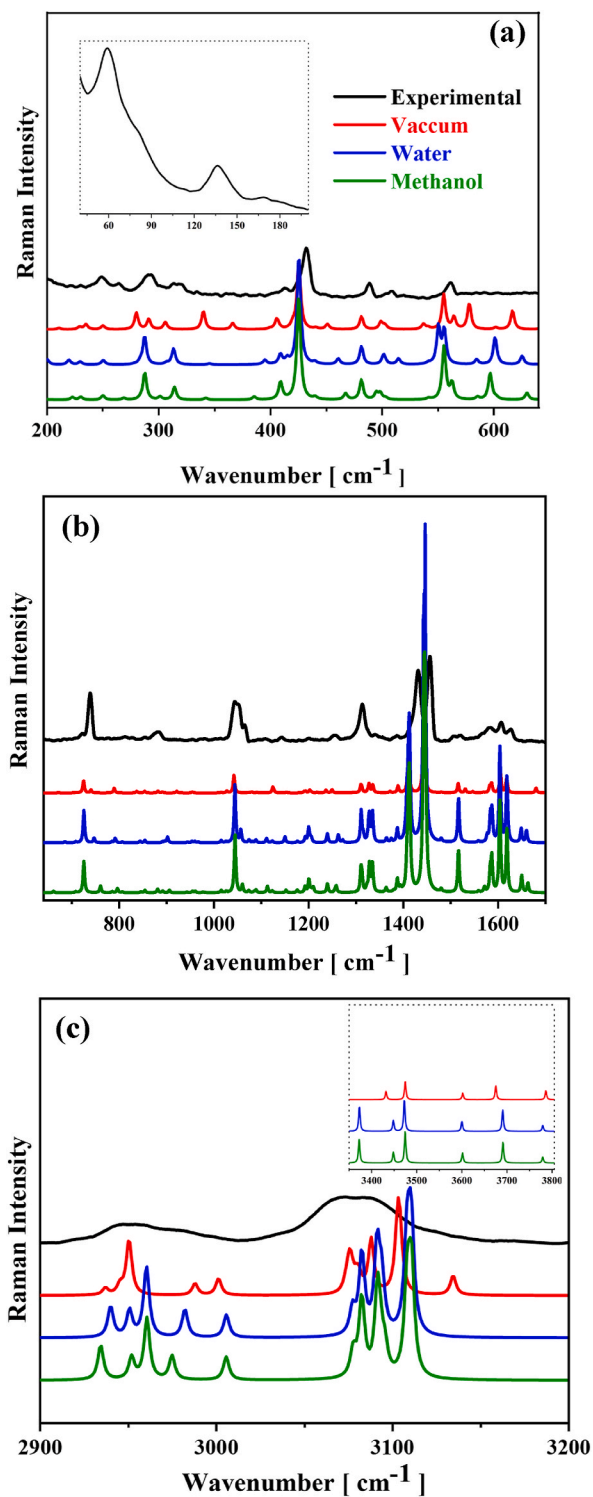 (a)
Experimental
Vaccum
Water
Methanol
60 90 120 150 180
Raman Intensity
200 300 400 500 600
Wavenumber [ cm-1 ]
(b)
Raman Intensity
800 1000 1200 1400 1600
Wavenumber [ cm-1 ]
(c)
3400 3500 3600 3700 3800
Raman Intensity
2900 3000 3100 3200
Wavenumber [ cm-1 ]